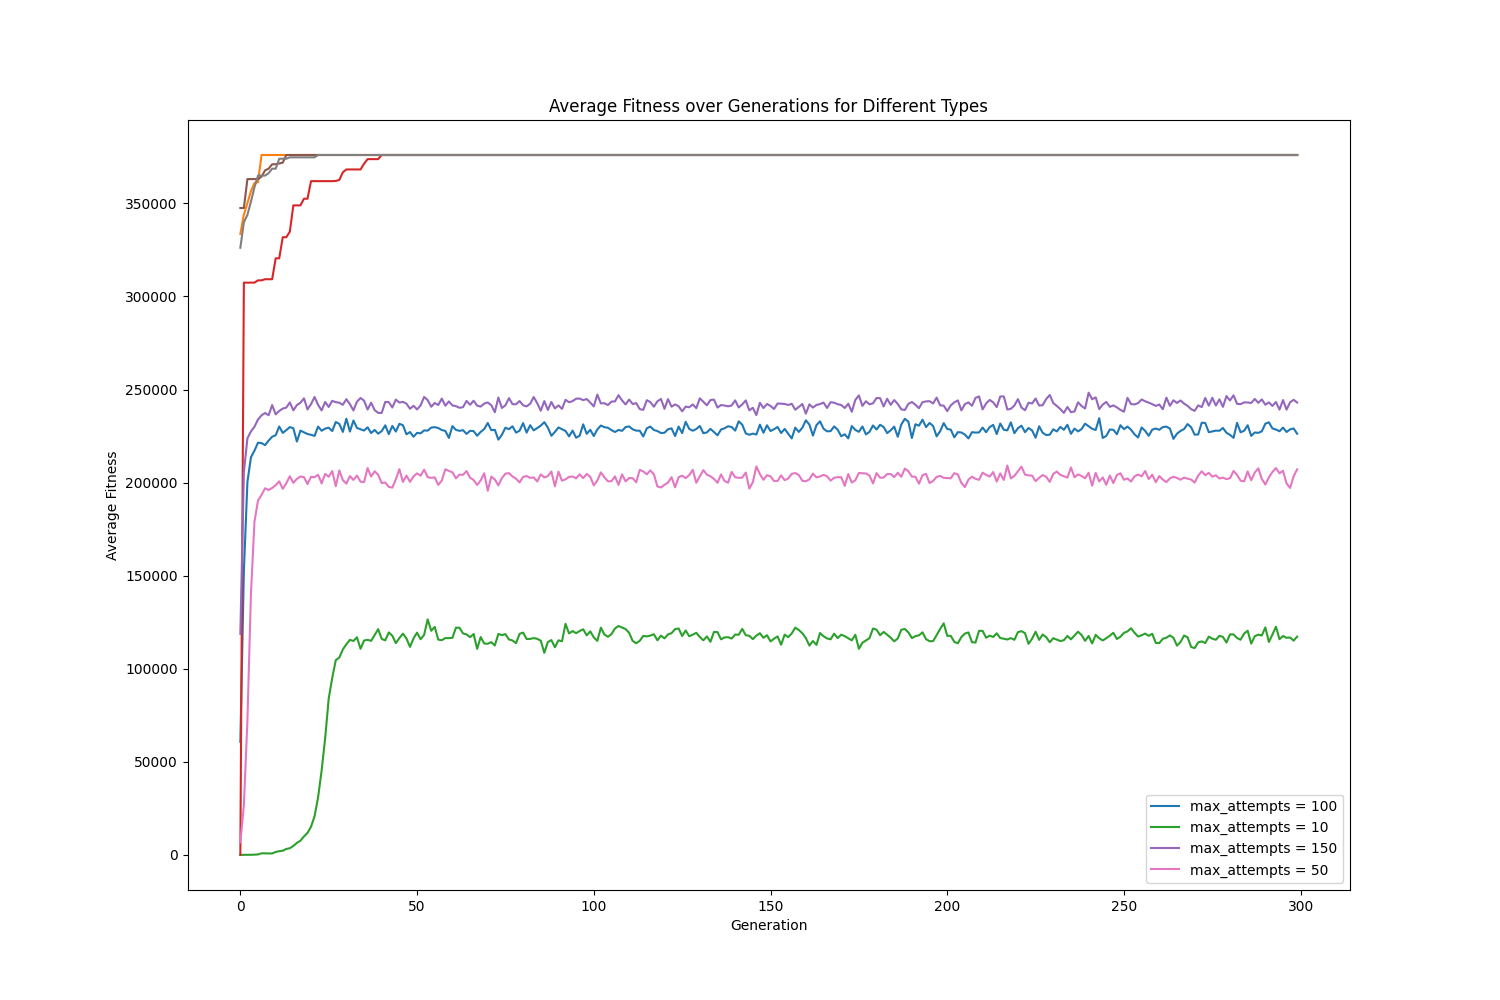 Average Fitness over Generations for Different Types
350000
300000
250000
200000
150000
100000
50000
0
Average Fitness
0 50 100 150 200 250 300
Generation
max_attempts = 100
max_attempts = 10
max_attempts = 150
max_attempts = 50